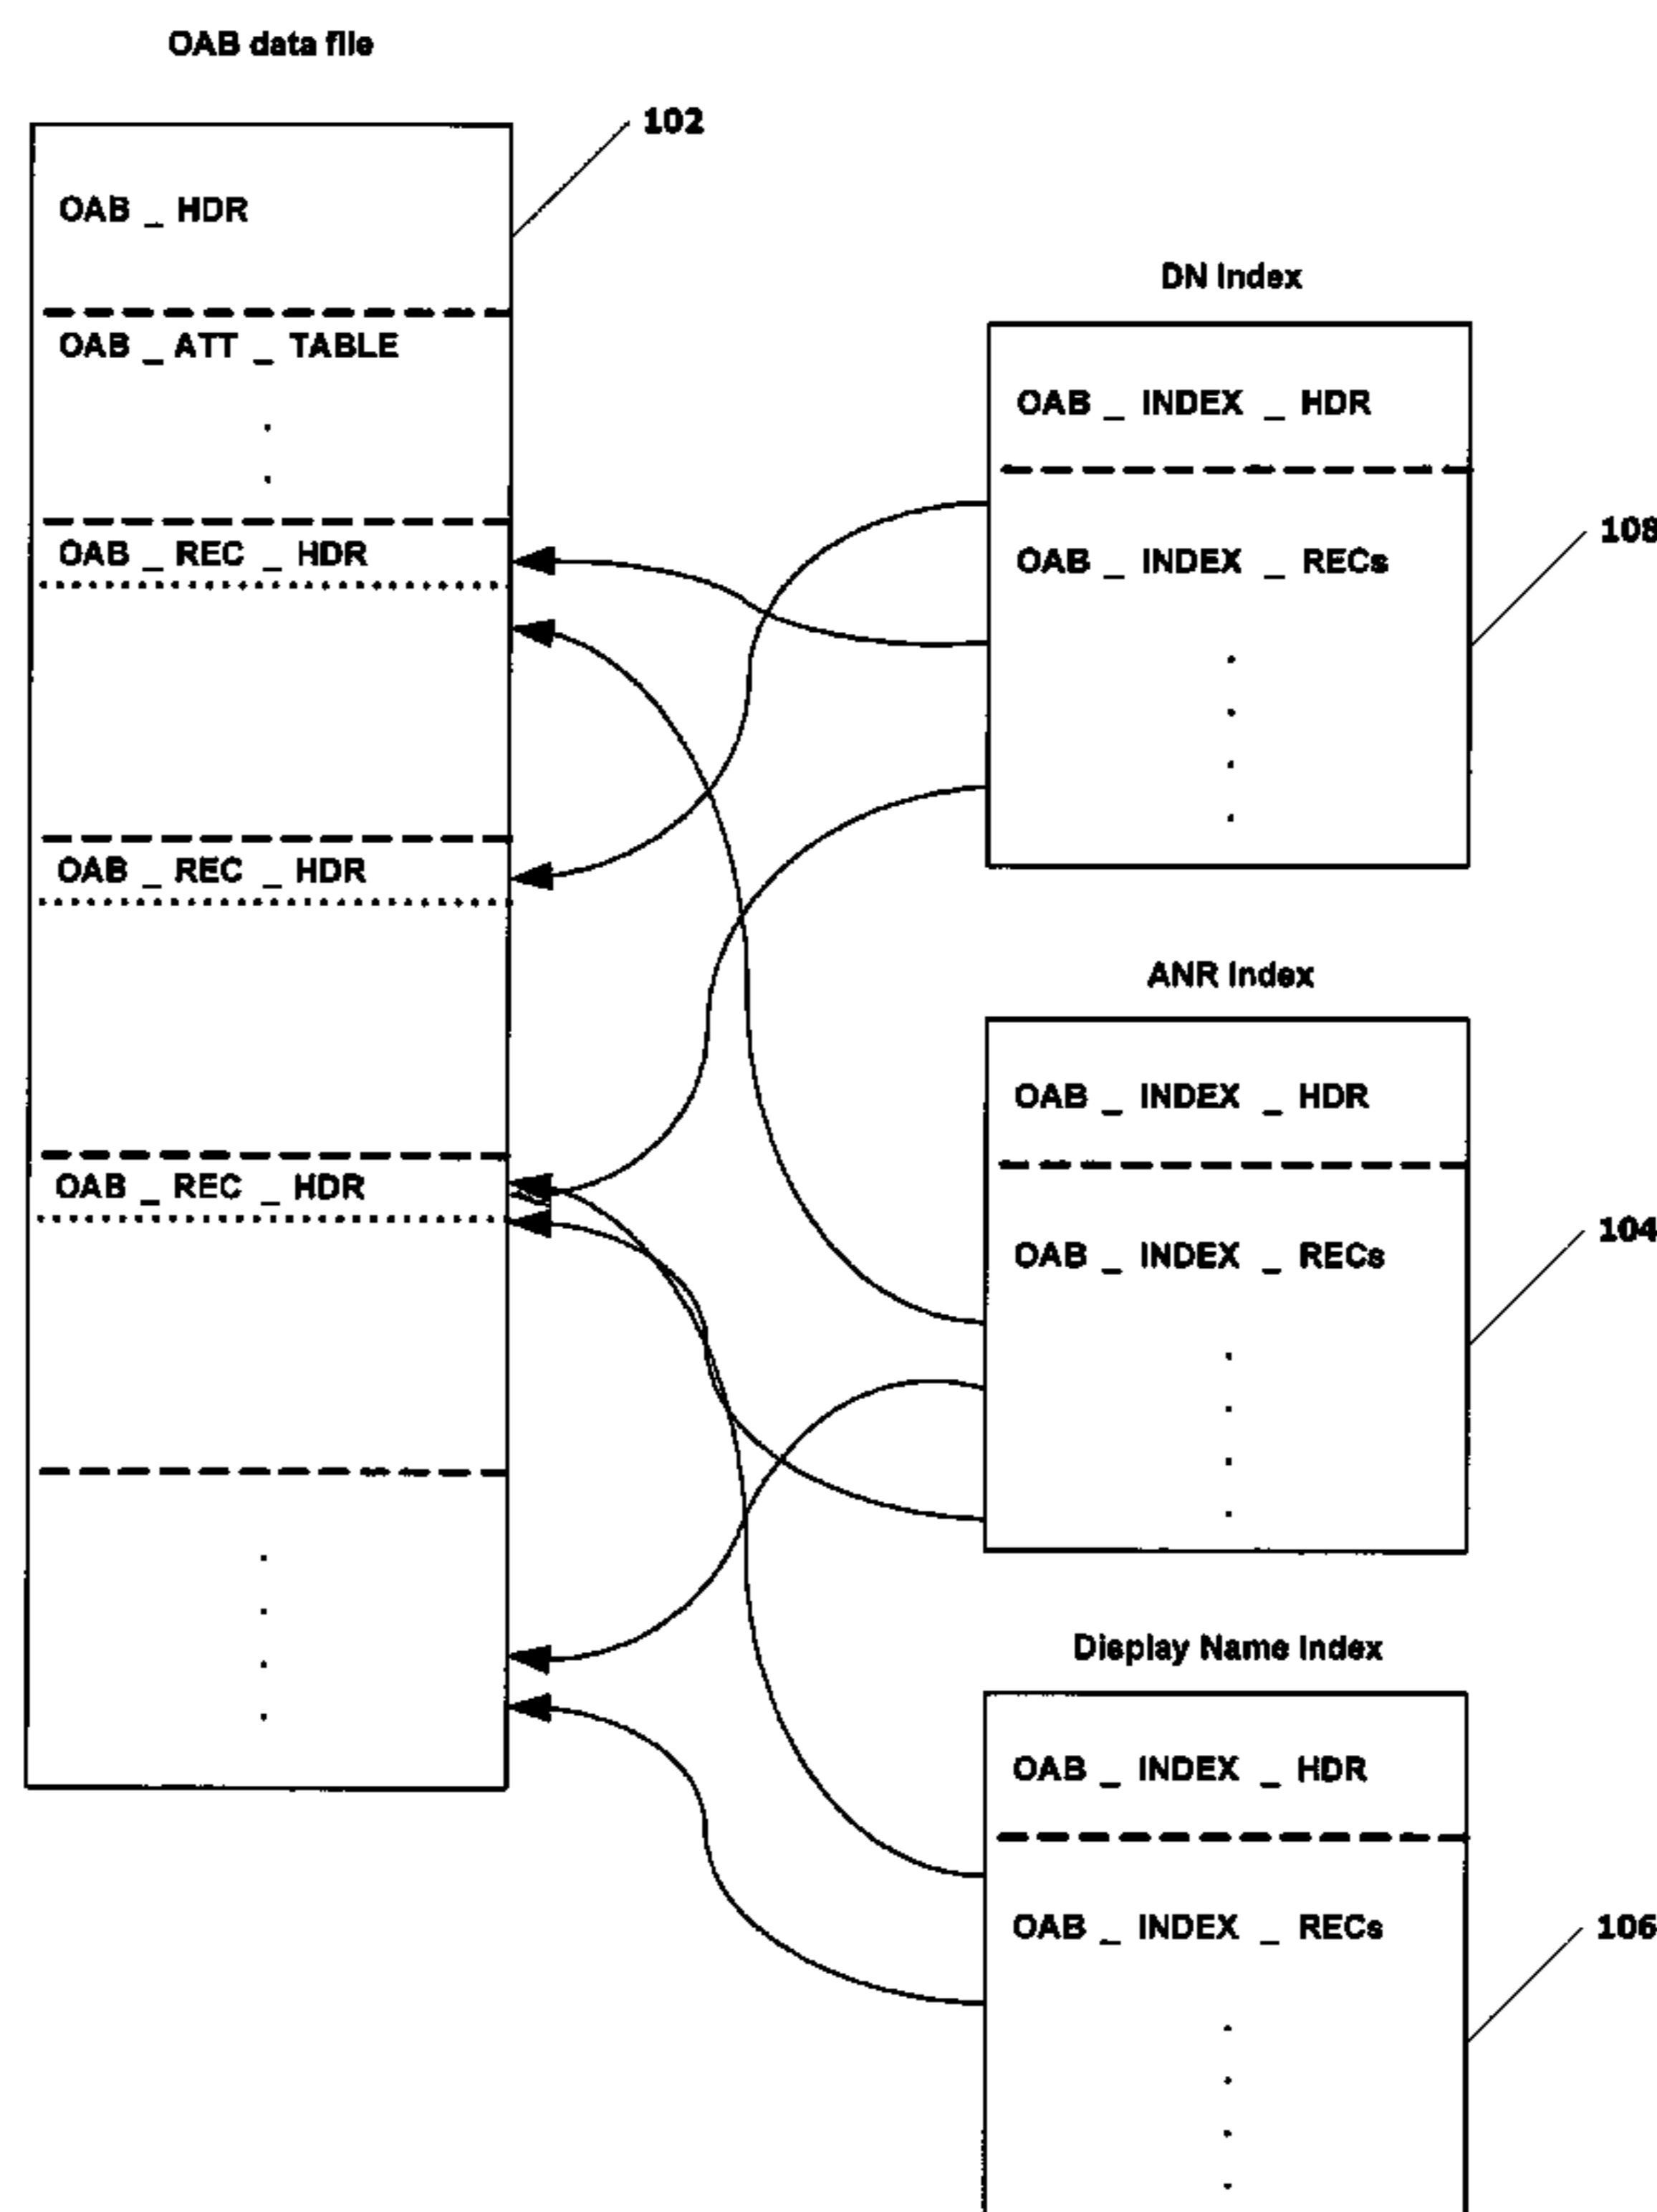 OAB data file
102
OAB _ HDR
OAB _ ATT _ TABLE
OAB _ REC _ HDR
OAB _ REC _ HDR
OAB _ REC _ HDR
DN Index
OAB _ INDEX _ HDR
OAB _ INDEX _ RECs
108
ANR Index
OAB _ INDEX _ HDR
OAB _ INDEX _ RECs
104
Display Name Index
OAB _ INDEX _ HDR
OAB _ INDEX _ RECs
106